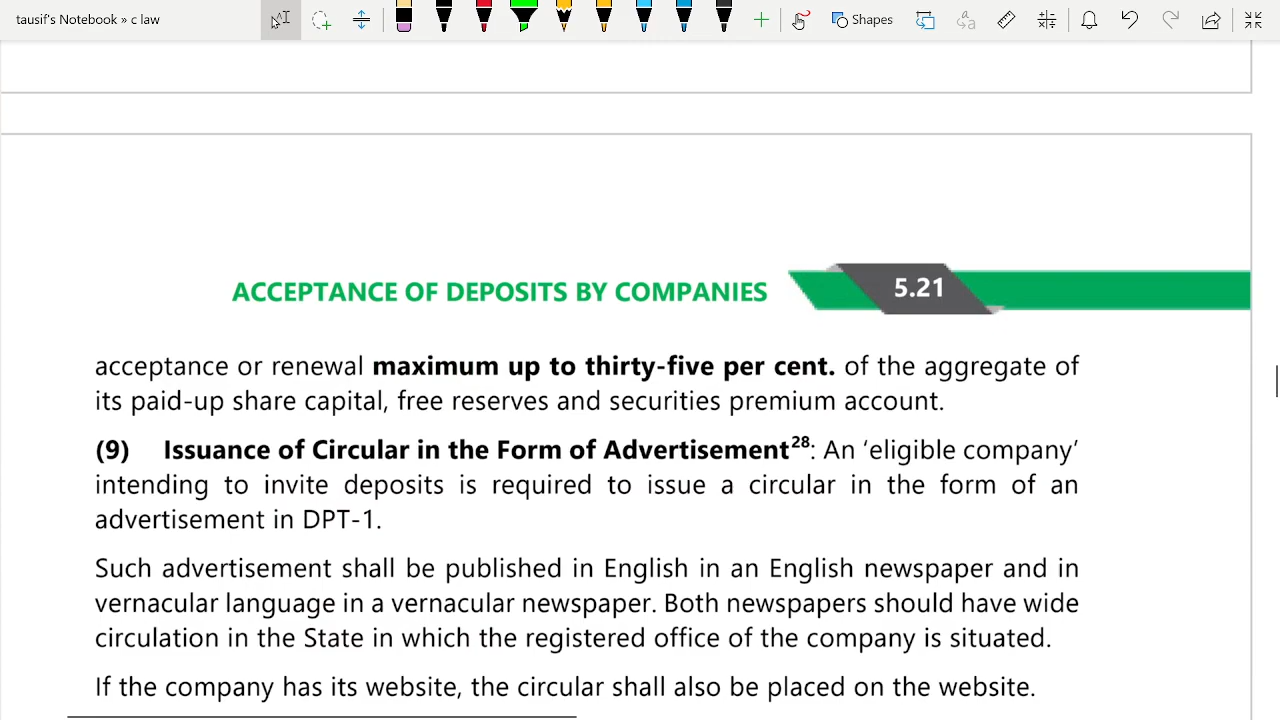 tausif's Notebook » c law
Shapes
ACCEPTANCE OF DEPOSITS BY COMPANIES 5.21
acceptance or renewal maximum up to thirty-five per cent. of the aggregate of
its paid-up share capital, free reserves and securities premium account.
(9) Issuance of Circular in the Form of Advertisement28: An ‘eligible company’
intending to invite deposits is required to issue a circular in the form of an
advertisement in DPT-1.
Such advertisement shall be published in English in an English newspaper and in
vernacular language in a vernacular newspaper. Both newspapers should have wide
circulation in the State in which the registered office of the company is situated.
If the company has its website, the circular shall also be placed on the website.